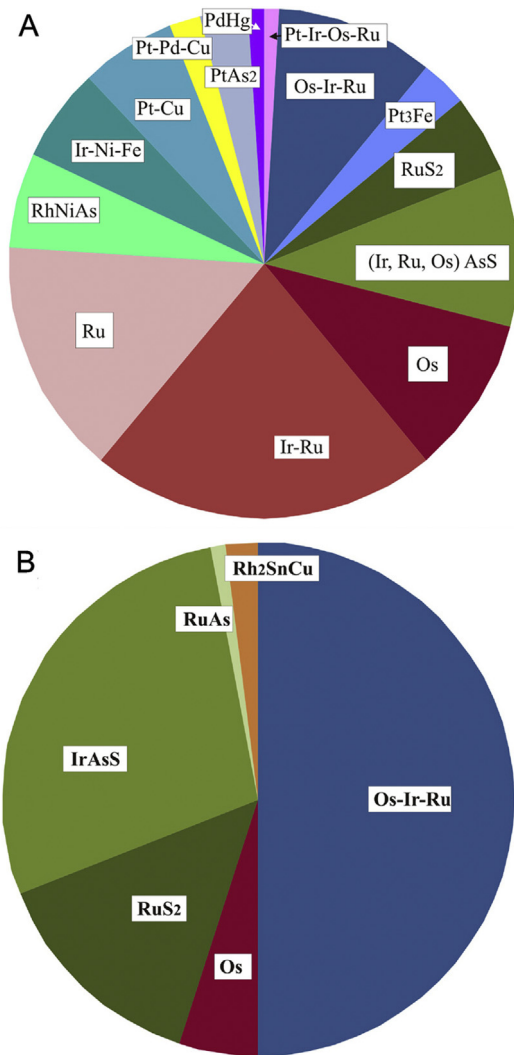 A
PdHg
Pt-Ir-Os-Ru
Pt-Pd-Cu
PtAs2
Os-Ir-Ru
Pt-Cu
Pt3Fe
Ir-Ni-Fe
RuS2
RhNiAs
(Ir, Ru, Os) AsS
Ru
Os
Ir-Ru
B
Rh2SnCu
RuAs
IrAsS
Os-Ir-Ru
RuS2
Os